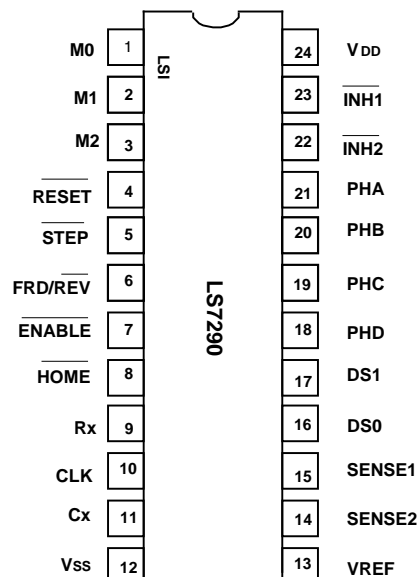 M0 1 24 VDD
LSI
M1 2 23 INH1
M2 3 22 INH2
RESET 4 21 PHA
STEP 5 20 PHB
FRD/REV 6 19 PHC
LS7290
ENABLE 7 18 PHD
HOME 8 17 DS1
Rx 9 16 DS0
CLK 10 15 SENSE1
Cx 11 14 SENSE2
VSS 12 13 VREF